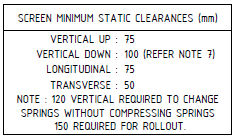 SCREEN MINIMUM STATIC CLEARANCES (mm)
VERTICAL UP : 75
VERTICAL DOWN : 100 (REFER NOTE 7)
LONGITUDINAL : 75
TRANSVERSE : 50
NOTE : 120 VERTICAL REQUIRED TO CHANGE
SPRINGS WITHOUT COMPRESSING SPRINGS
150 REQUIRED FOR ROLLOUT.